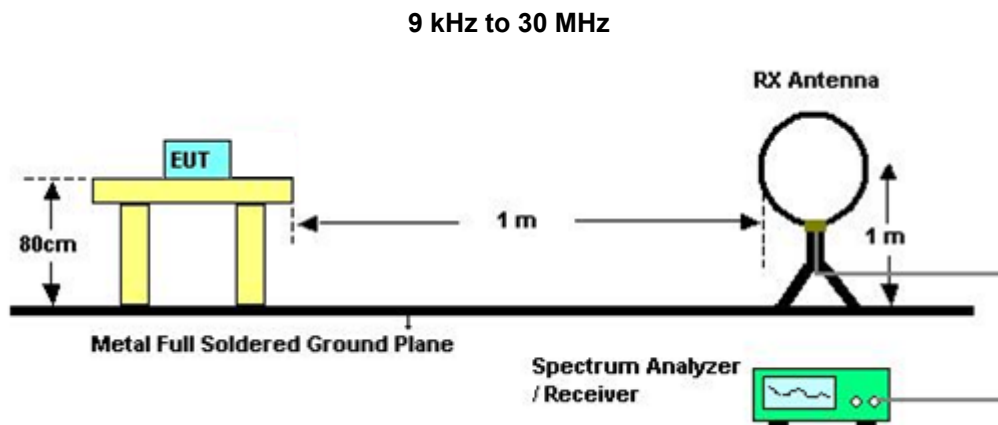 9 kHz to 30 MHz
RX Antenna
EUT
80cm
1 m
1 m
Metal Full Soldered Ground Plane
Spectrum Analyzer
/ Receiver